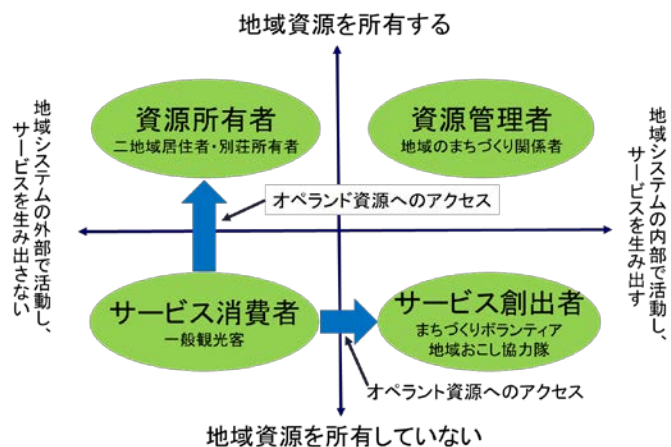 地域資源を所有する
地域システムの外部で活動し、
サービスを生み出さない
資源所有者
二地域居住者・別荘所有者
資源管理者
地域のまちづくり関係者
地域システムの内部で活動し、
サービスを生み出す
オペランド資源へのアクセス
サービス消費者
一般観光客
サービス創出者
まちづくりボランティア
地域おこし協力隊
オペラント資源へのアクセス
地域資源を所有していない